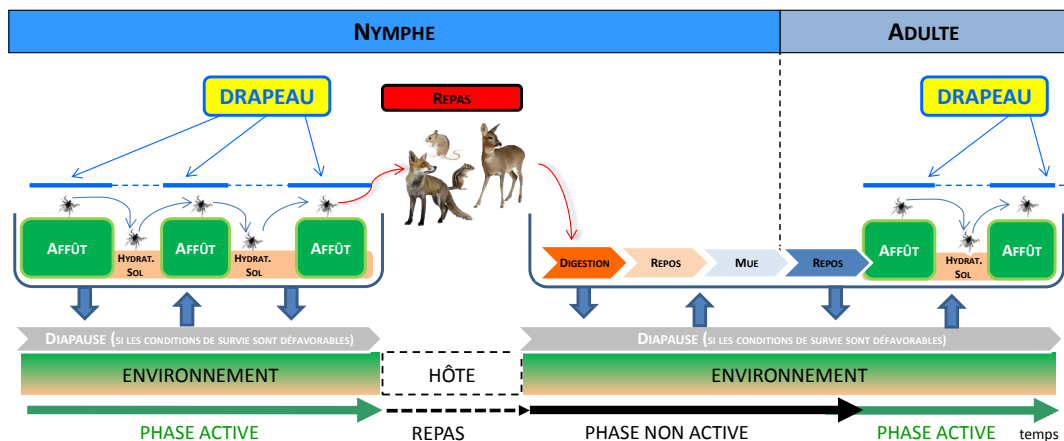 NYMPHE
ADULTE
DRAPEAU
REPAS
DRAPEAU
AFFÛT
HYDRAT.
SOL
AFFÛT
HYDRAT.
SOL
AFFÛT
DIGESTION
REPOS
MUE
REPOS
AFFÛT
HYDRAT.
SOL
AFFÛT
DIAPAUSE (SI LES CONDITIONS DE SURVIE SONT DÉFAVORABLES)
DIAPAUSE (SI LES CONDITIONS DE SURVIE SONT DÉFAVORABLES)
ENVIRONNEMENT
HÔTE
ENVIRONNEMENT
PHASE ACTIVE
REPAS
PHASE NON ACTIVE
PHASE ACTIVE
temps